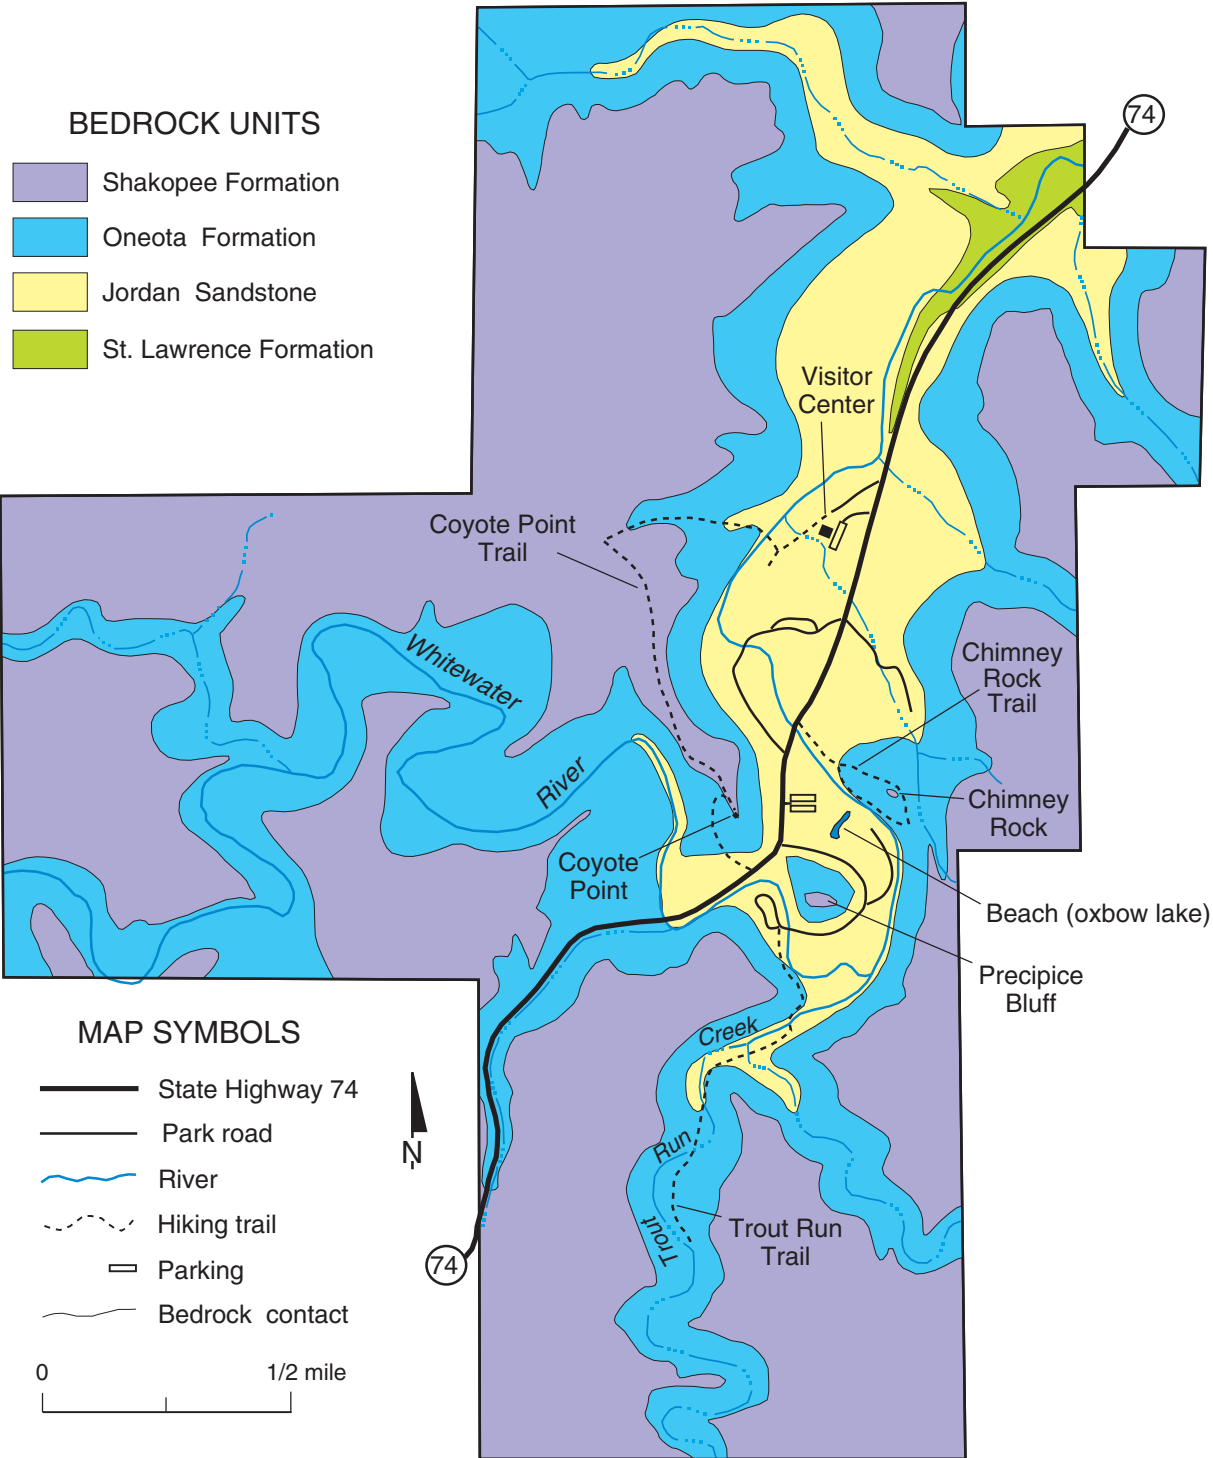 74
BEDROCK UNITS
Shakopee Formation
Oneota Formation
Jordan Sandstone
St. Lawrence Formation
Visitor
Center
Coyote Point
Trail
Whitewater
River
Chimney
Rock
Trail
Chimney
Rock
Coyote
Point
Beach (oxbow lake)
Precipice
Bluff
Creek
Run
Trout
Trout Run
Trail
74
MAP SYMBOLS
State Highway 74
Park road
River
Hiking trail
Parking
Bedrock contact
N
0 1/2 mile